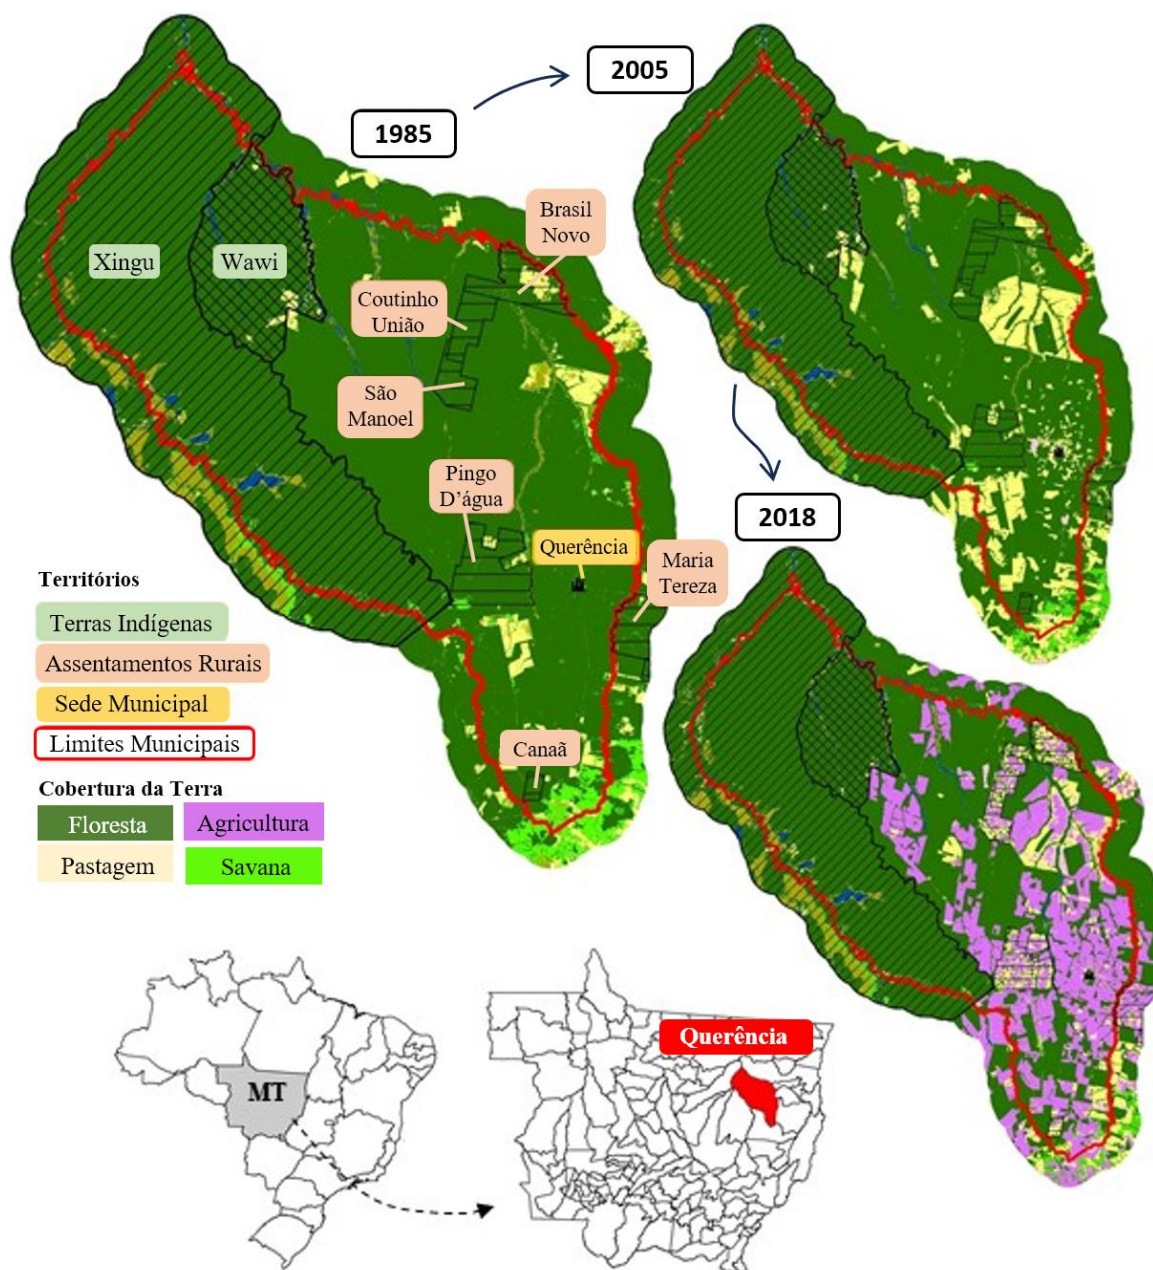 2005
1985
Brasil
Novo
Xingu
Wawi
Coutinho
União
São
Manoel
Pingo
D'água
2018
Querência
Maria
Tereza
Canaã
Territórios
Terras Indígenas
Assentamentos Rurais
Sede Municipal
Limites Municipais
Cobertura da Terra
Floresta
Agricultura
Pastagem
Savana
MT
Querência